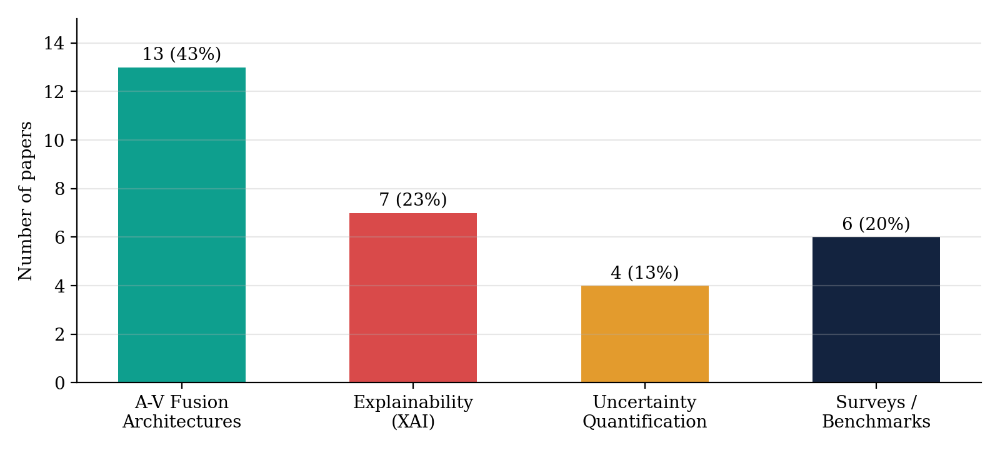 14
12
10
8
6
4
2
0
Number of papers
13 (43%)
7 (23%)
4 (13%)
6 (20%)
A-V Fusion
Architectures
Explainability
(XAI)
Uncertainty
Quantification
Surveys /
Benchmarks